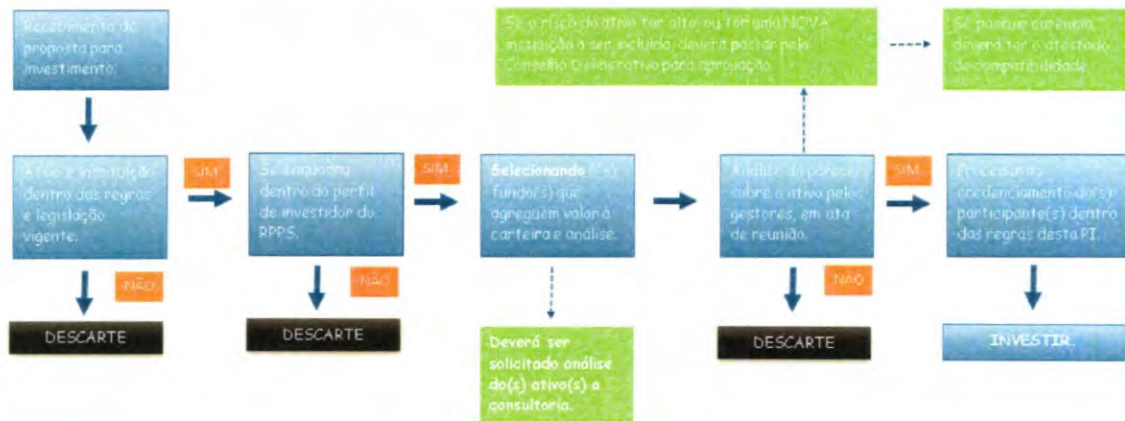 Recebimento de
proposta para
investimento.
Se o risco do ativo for alto ou for uma NOVA
instituição a ser incluída, deverá passar pelo
Conselho Deliberativo para aprovação
Se possuir carência,
deverá ter o atestado
de compatibilidade
Ativo e instituição
dentro das regras
e legislação
vigente.
SIM
Se enquadra
dentro do perfil
de investidor do
RPPS.
SIM
Selecionando
fundo(s) que
agreguem valor à
carteira e análise.
Análise do parecer
sobre o ativo pelos
gestores, em ata
de reunião.
SIM
credenciamento do(s)
participante(s) dentro
das regras desta PI.
NÃO
NÃO
NÃO
DESCARTE
DESCARTE
Deverá ser
solicitado análise
do(s) ativo(s) a
consultoria.
DESCARTE
INVESTIR.